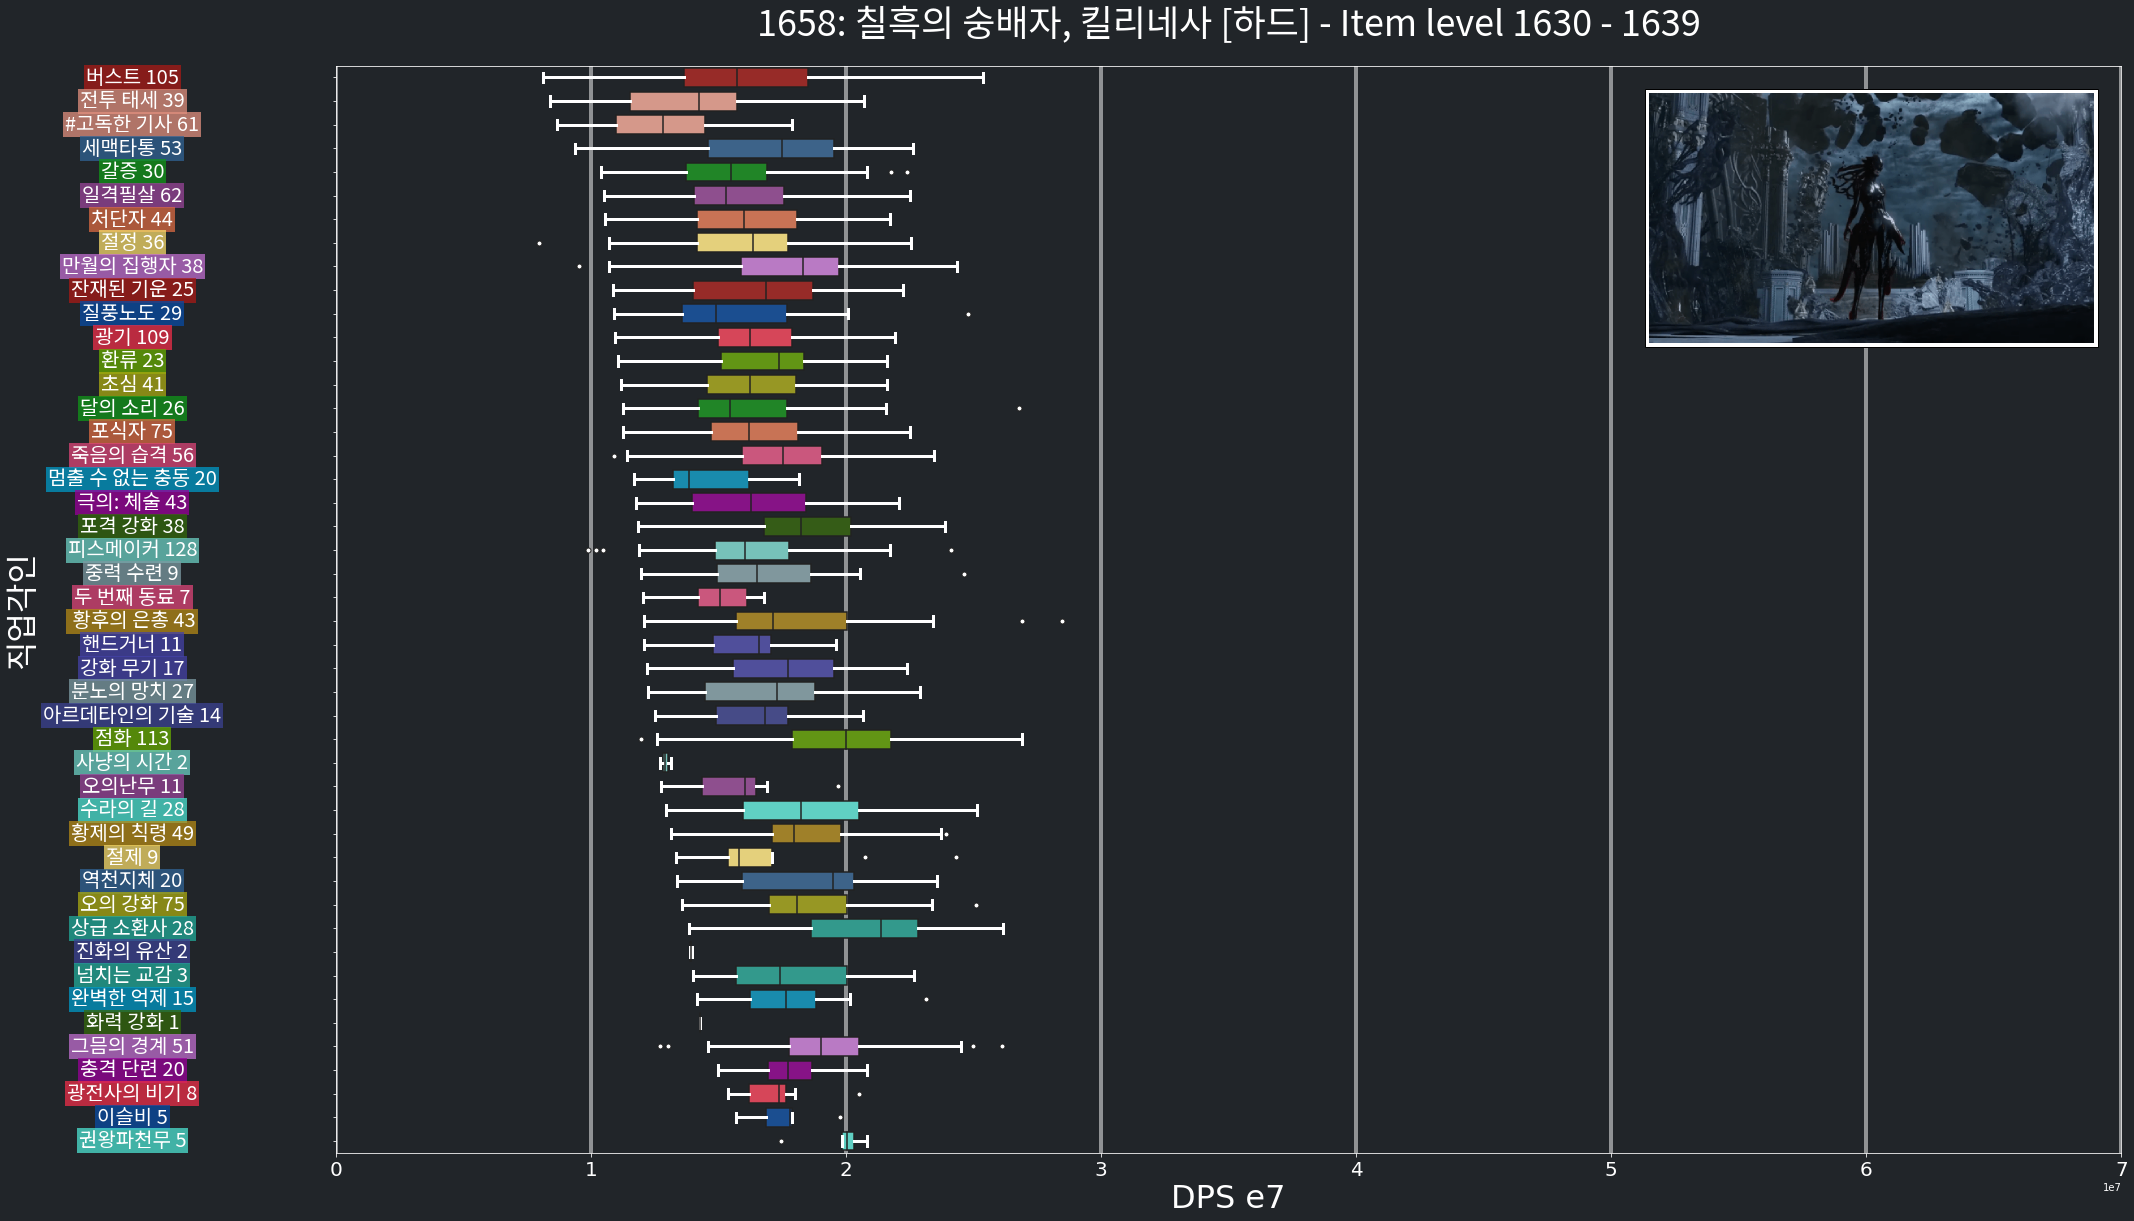 1658: 칠흑의 숭배자, 킬리네사 [하드] - Item level 1630 - 1639
직업각인
버스트 105
전투 태세 39
#고독한 기사 61
세맥타통 53
갈증 30
일격필살 62
처단자 44
절정 36
만월의 집행자 38
잔재된 기운 25
질풍노도 29
광기 109
환류 23
초심 41
달의 소리 26
포식자 75
죽음의 습격 56
멈출 수 없는 충동 20
극의: 체술 43
포격 강화 38
피스메이커 128
중력 수련 9
두 번째 동료 7
황후의 은총 43
핸드거너 11
강화 무기 17
분노의 망치 27
아르데타인의 기술 14
점화 113
사냥의 시간 2
오의난무 11
수라의 길 28
황제의 칙령 49
절제 9
역천지체 20
오의 강화 75
상급 소환사 28
진화의 유산 2
넘치는 교감 3
완벽한 억제 15
화력 강화 1
그믐의 경계 51
충격 단련 20
광전사의 비기 8
이슬비 5
권왕파천무 5
0 1 2 3 4 5 6 7
1e7
DPS e7